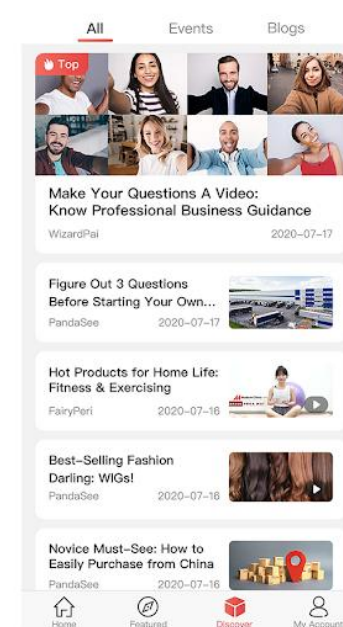 All Events Blogs
Top
Make Your Questions A Video:
Know Professional Business Guidance
WizardPai 2020-07-17
Figure Out 3 Questions
Before Starting Your Own...
PandaSee 2020-07-17
Hot Products for Home Life:
Fitness & Exercising
FairyPeri 2020-07-16
Best-Selling Fashion
Darling: WIGs!
PandaSee 2020-07-16
Novice Must-See: How to
Easily Purchase from China
PandaSee 2020-07-16
Home Featured Discover My Account